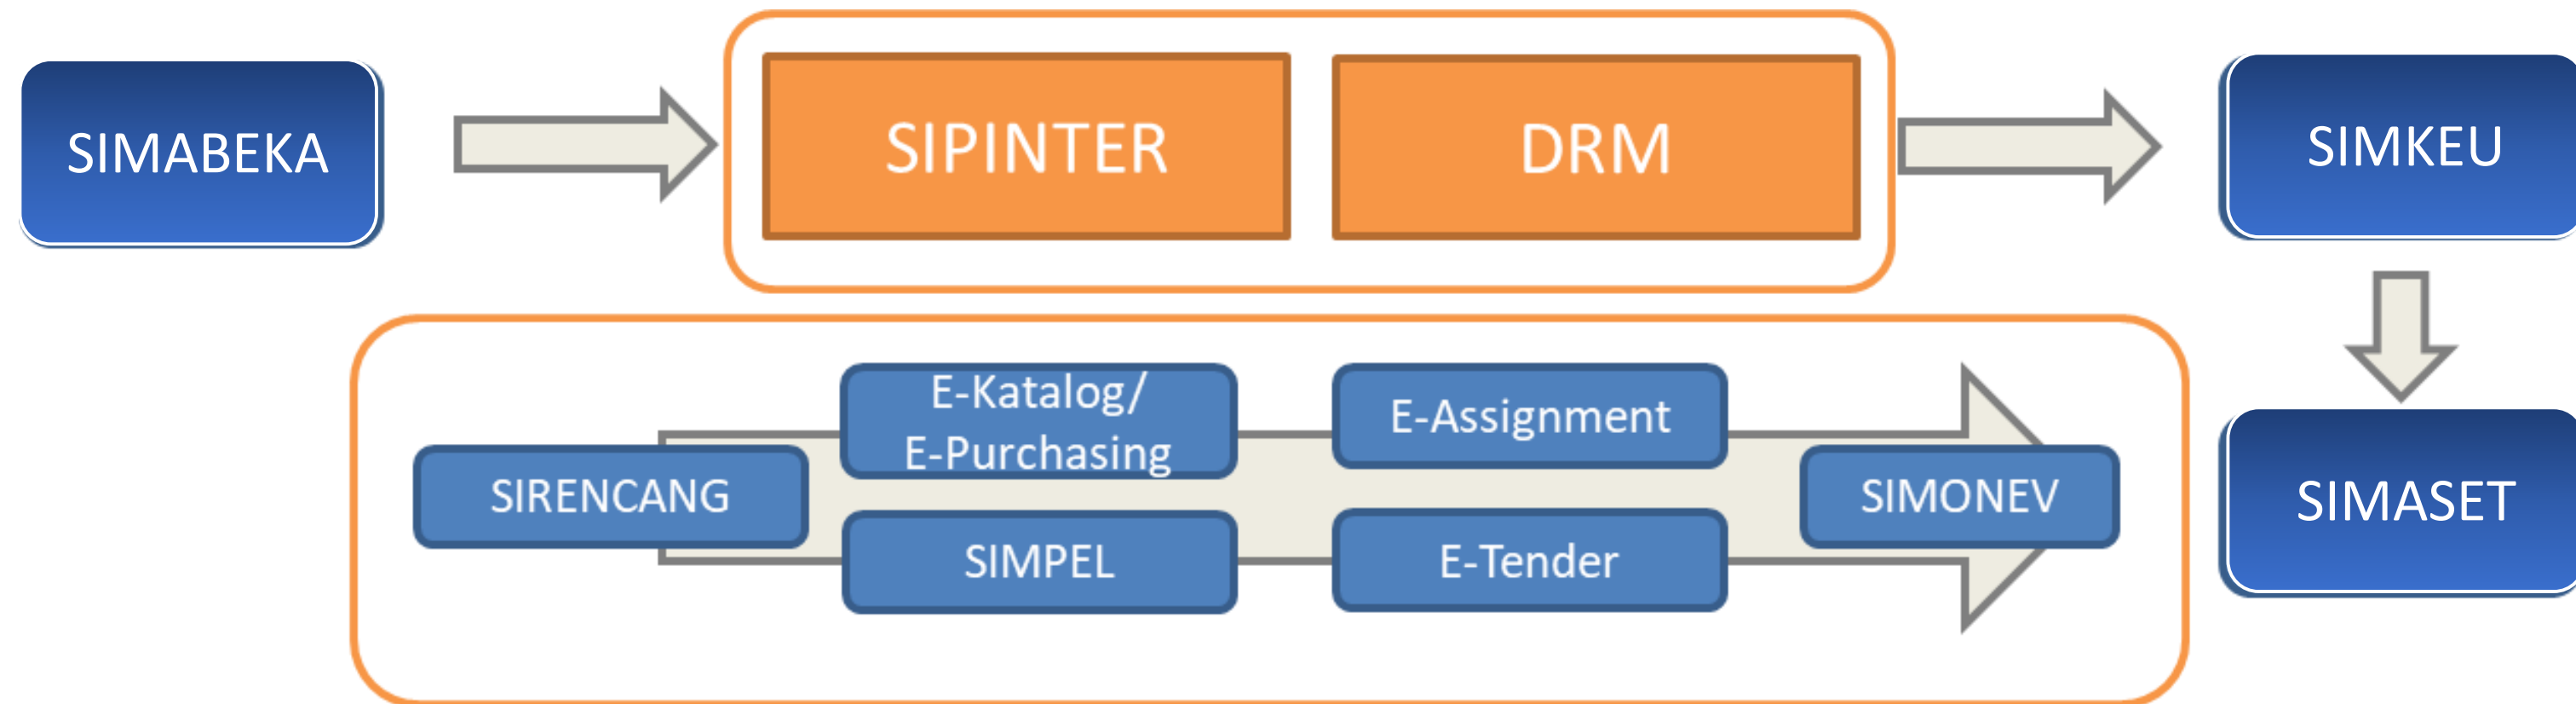 SIMABEKA
SIPINTER
DRM
SIMKEU
E-Katalog/
E-Purchasing
E-Assignment
SIRENCANG
SIMONEV
SIMASET
SIMPEL
E-Tender